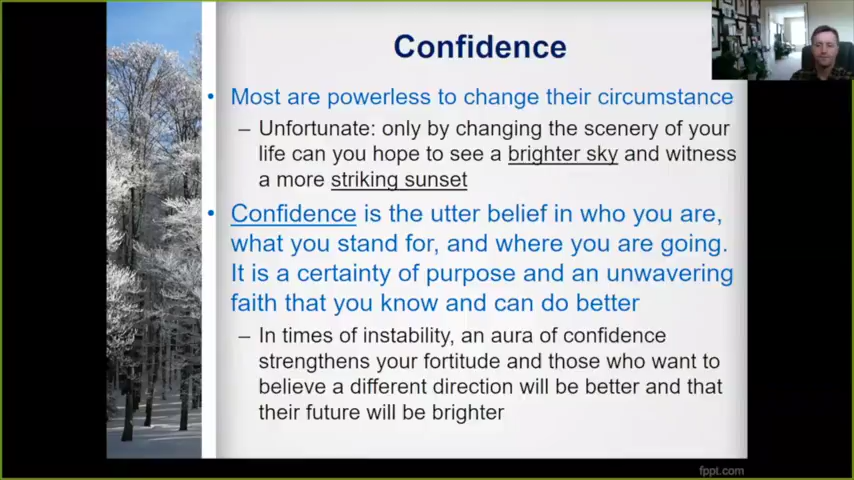 Confidence
• Most are powerless to change their circumstance
– Unfortunate: only by changing the scenery of your
life can you hope to see a brighter sky and witness
a more striking sunset
• Confidence is the utter belief in who you are,
what you stand for, and where you are going.
It is a certainty of purpose and an unwavering
faith that you know and can do better
– In times of instability, an aura of confidence
strengthens your fortitude and those who want to
believe a different direction will be better and that
their future will be brighter
fppt.com